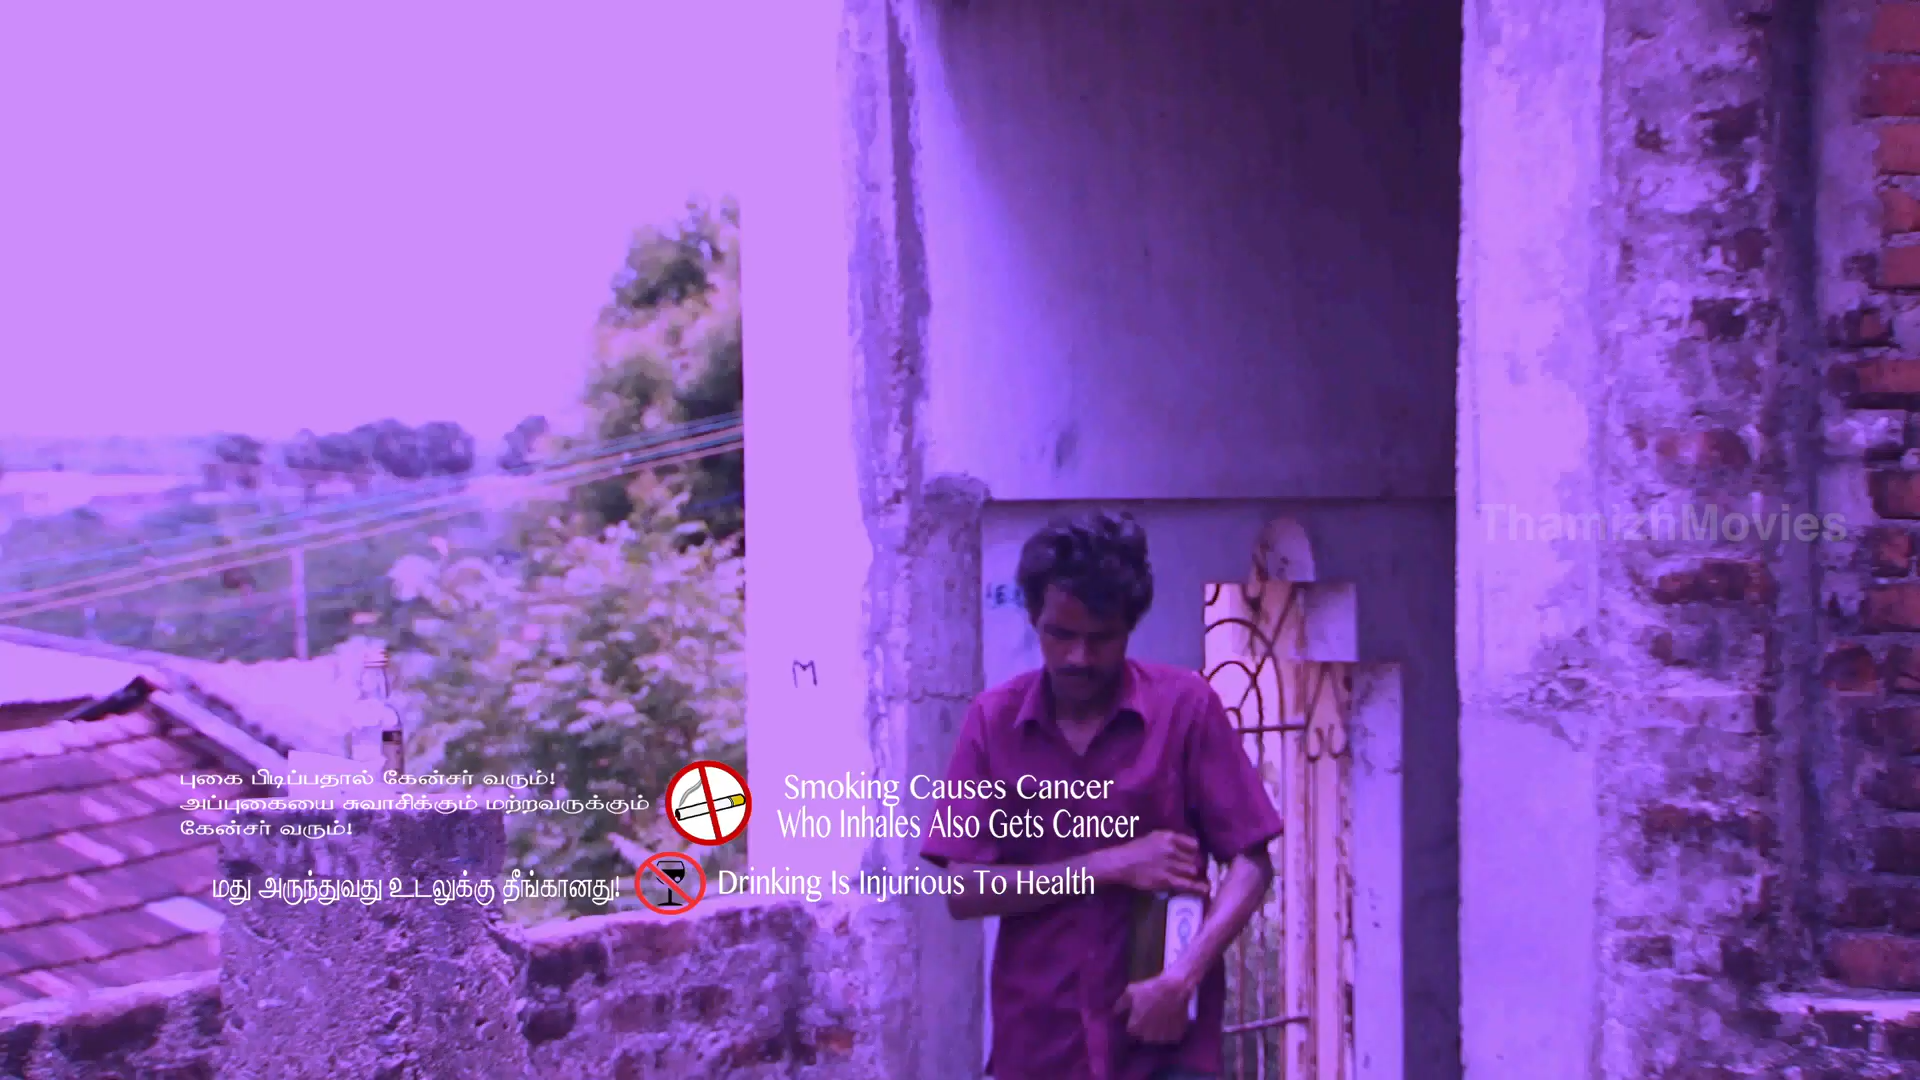 ThamizhMovies
M
புகை பிடிப்பதால் கேன்சர் வரும்!
அப்புகையை சுவாசிக்கும் மற்றவருக்கும்
கேன்சர் வரும்!
Smoking Causes Cancer
Who Inhales Also Gets Cancer
மது அருந்துவது உடலுக்கு தீங்கானது!
Drinking Is Injurious To Health